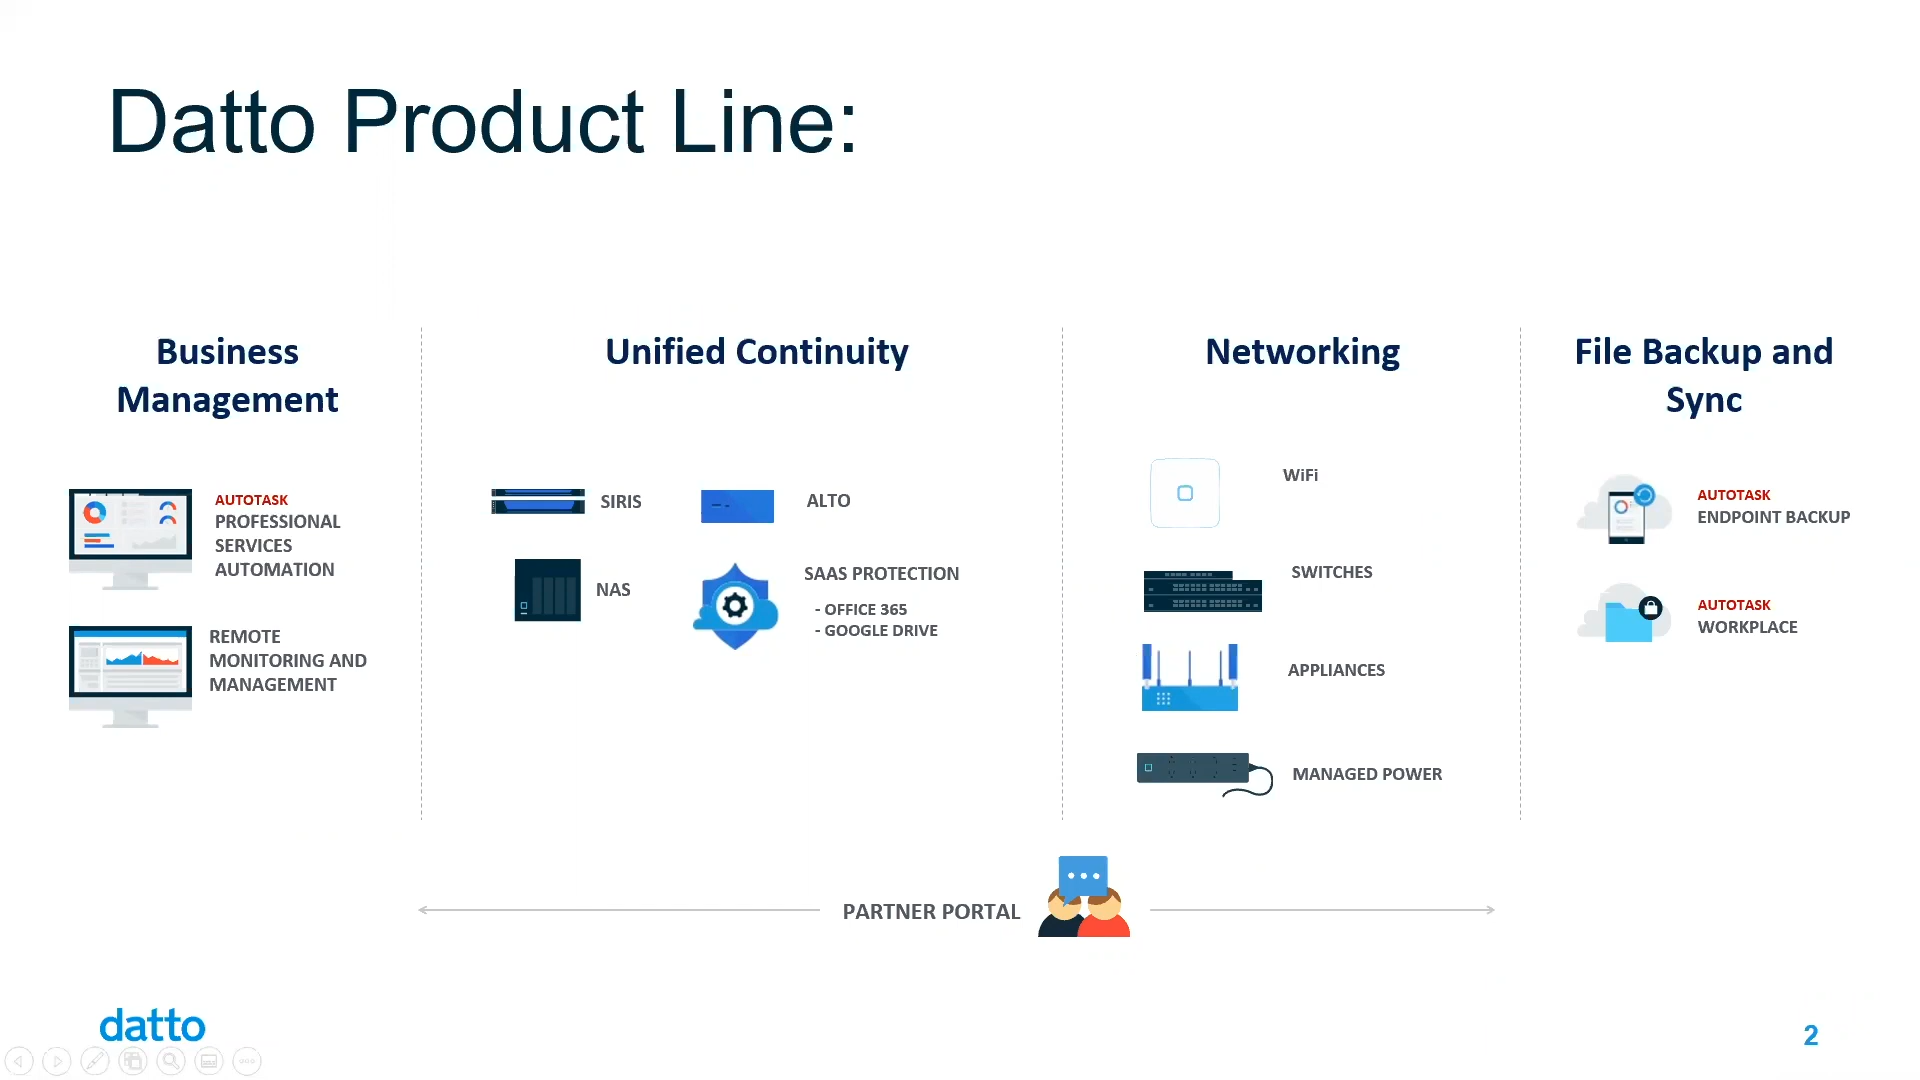 Datto Product Line:
Business
Management
AUTOTASK
PROFESSIONAL
SERVICES
AUTOMATION
REMOTE
MONITORING AND
MANAGEMENT
Unified Continuity
SIRIS
ALTO
NAS
SAAS PROTECTION
- OFFICE 365
- GOOGLE DRIVE
Networking
WiFi
SWITCHES
APPLIANCES
MANAGED POWER
File Backup and
Sync
AUTOTASK
ENDPOINT BACKUP
AUTOTASK
WORKPLACE
PARTNER PORTAL
datto
2